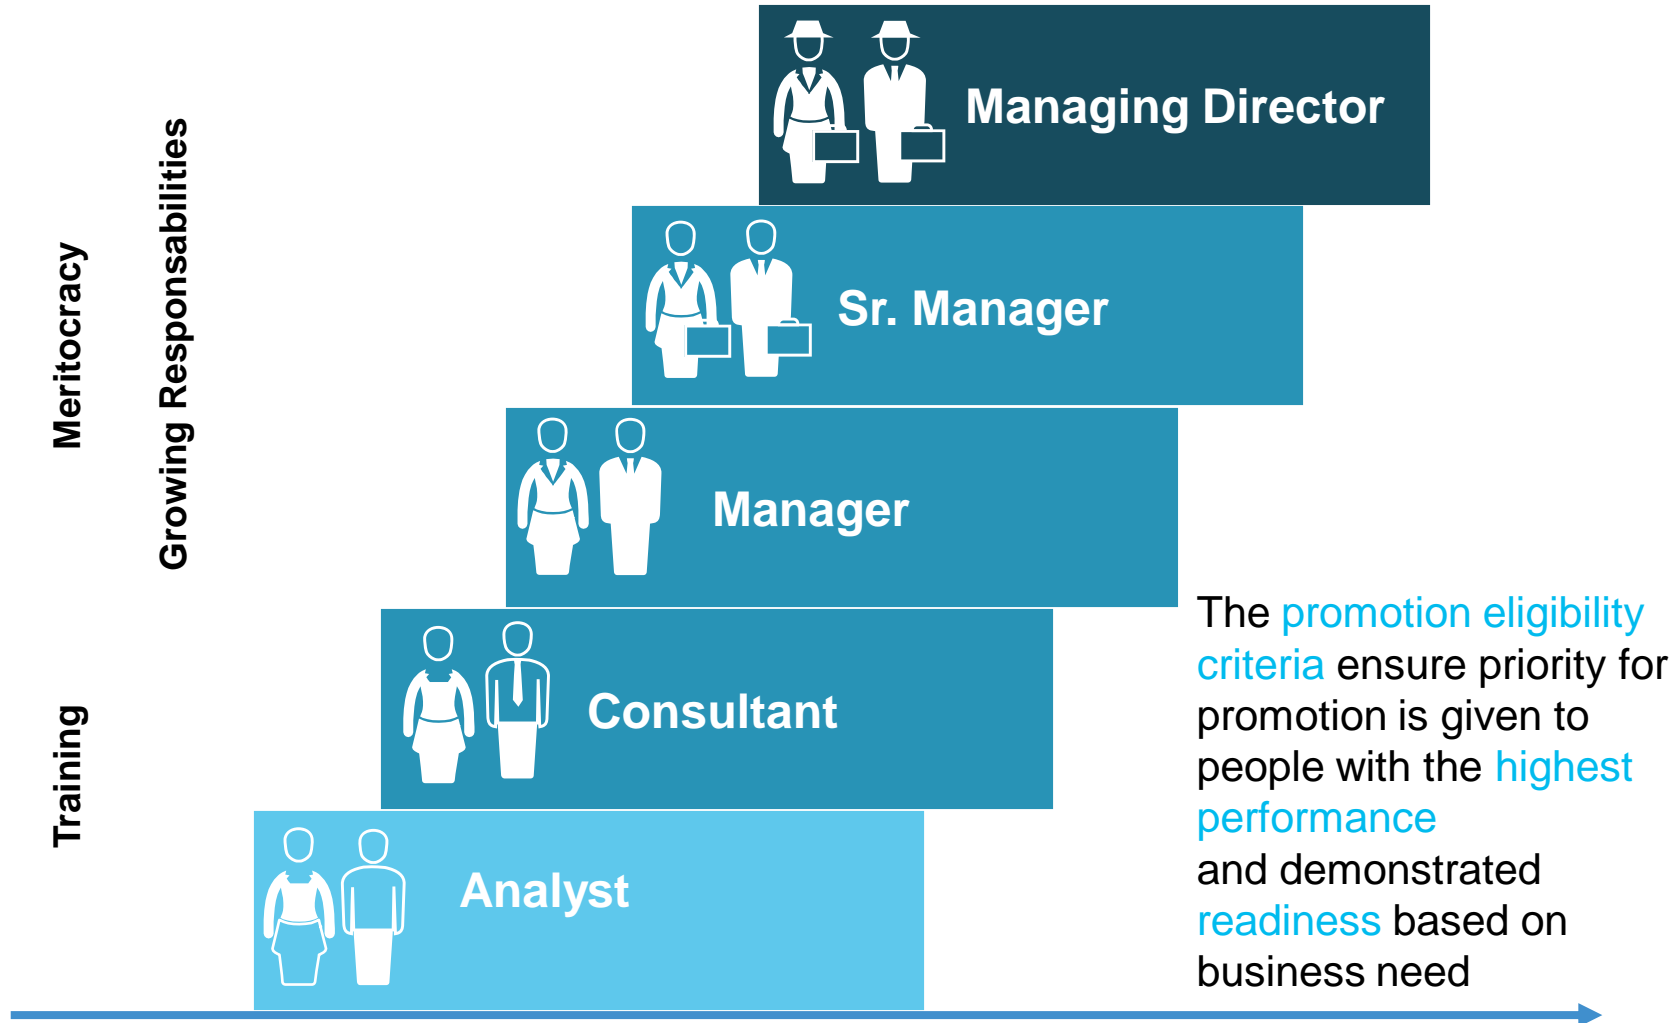 Managing Director
Sr. Manager
Manager
Consultant
Analyst
Meritocracy
Growing Responsabilities
Training
The promotion eligibility
criteria ensure priority for
promotion is given to
people with the highest
performance
and demonstrated
readiness based on
business need